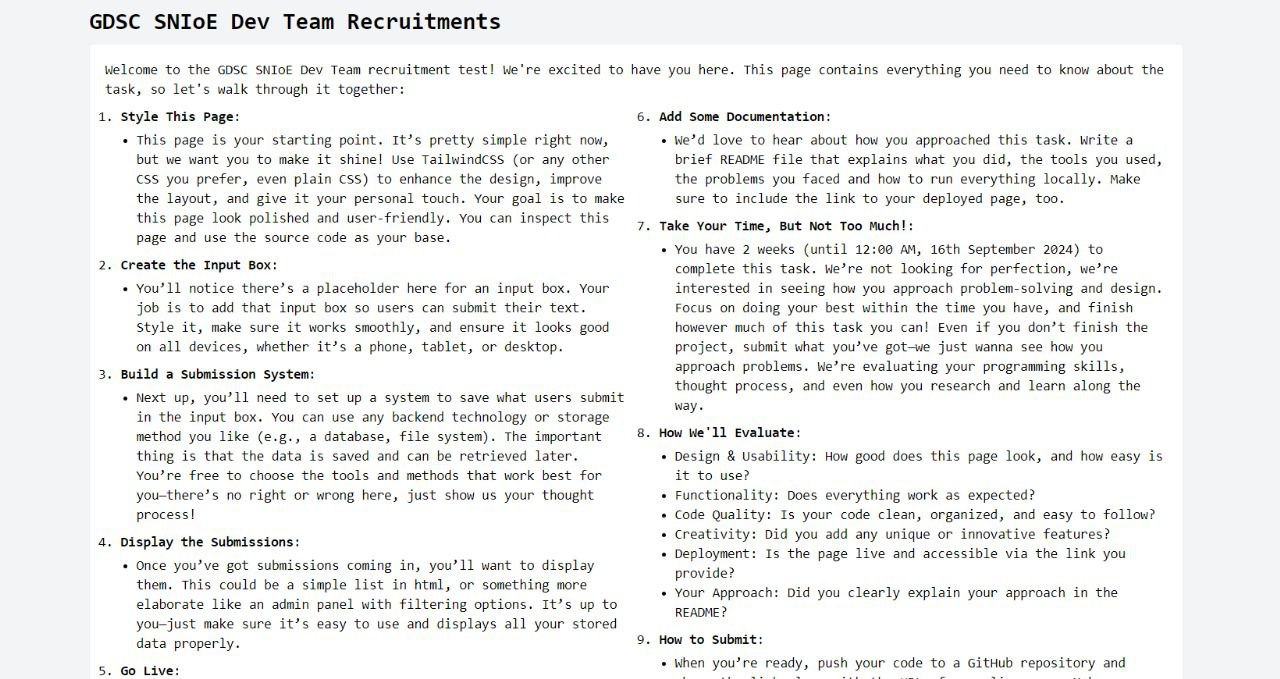 GDSC SNIoE Dev Team Recruitments
Welcome to the GDSC SNIoE Dev Team recruitment test! We're excited to have you here. This page contains everything you need to know about the
task, so let's walk through it together:
1. Style This Page:
• This page is your starting point. It’s pretty simple right now,
but we want you to make it shine! Use TailwindCSS (or any other
CSS you prefer, even plain CSS) to enhance the design, improve
the layout, and give it your personal touch. Your goal is to make
this page look polished and user-friendly. You can inspect this
page and use the source code as your base.
2. Create the Input Box:
• You’ll notice there’s a placeholder here for an input box. Your
job is to add that input box so users can submit their text.
Style it, make sure it works smoothly, and ensure it looks good
on all devices, whether it’s a phone, tablet, or desktop.
3. Build a Submission System:
• Next up, you’ll need to set up a system to save what users submit
in the input box. You can use any backend technology or storage
method you like (e.g., a database, file system). The important
thing is that the data is saved and can be retrieved later.
You’re free to choose the tools and methods that work best for
you—there’s no right or wrong here, just show us your thought
process!
4. Display the Submissions:
• Once you’ve got submissions coming in, you’ll want to display
them. This could be a simple list in html, or something more
elaborate like an admin panel with filtering options. It’s up to
you—just make sure it’s easy to use and displays all your stored
data properly.
5. Go Live:
6. Add Some Documentation:
• We’d love to hear about how you approached this task. Write a
brief README file that explains what you did, the tools you used,
the problems you faced and how to run everything locally. Make
sure to include the link to your deployed page, too.
7. Take Your Time, But Not Too Much!:
• You have 2 weeks (until 12:00 AM, 16th September 2024) to
complete this task. We’re not looking for perfection, we’re
interested in seeing how you approach problem-solving and design.
Focus on doing your best within the time you have, and finish
however much of this task you can! Even if you don’t finish the
project, submit what you’ve got—we just wanna see how you
approach problems. We’re evaluating your programming skills,
thought process, and even how you research and learn along the
way.
8. How We'll Evaluate:
• Design & Usability: How good does this page look, and how easy is
it to use?
• Functionality: Does everything work as expected?
• Code Quality: Is your code clean, organized, and easy to follow?
• Creativity: Did you add any unique or innovative features?
• Deployment: Is the page live and accessible via the link you
provide?
• Your Approach: Did you clearly explain your approach in the
README?
9. How to Submit:
• When you’re ready, push your code to a GitHub repository and